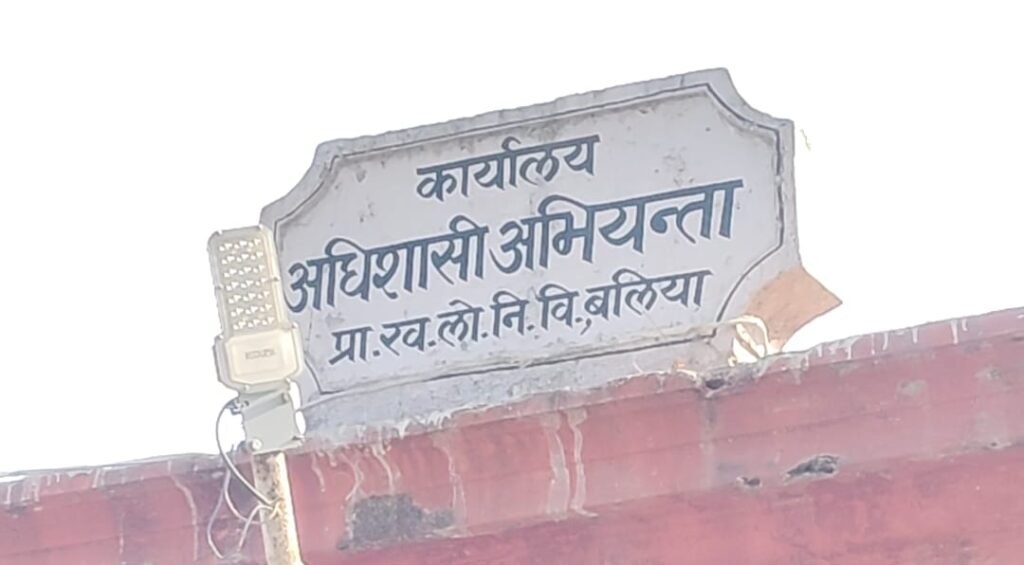 कार्यालय
अधिशासी अभियन्ता
प्रा.ख.लो.नि.वि.,बलिया